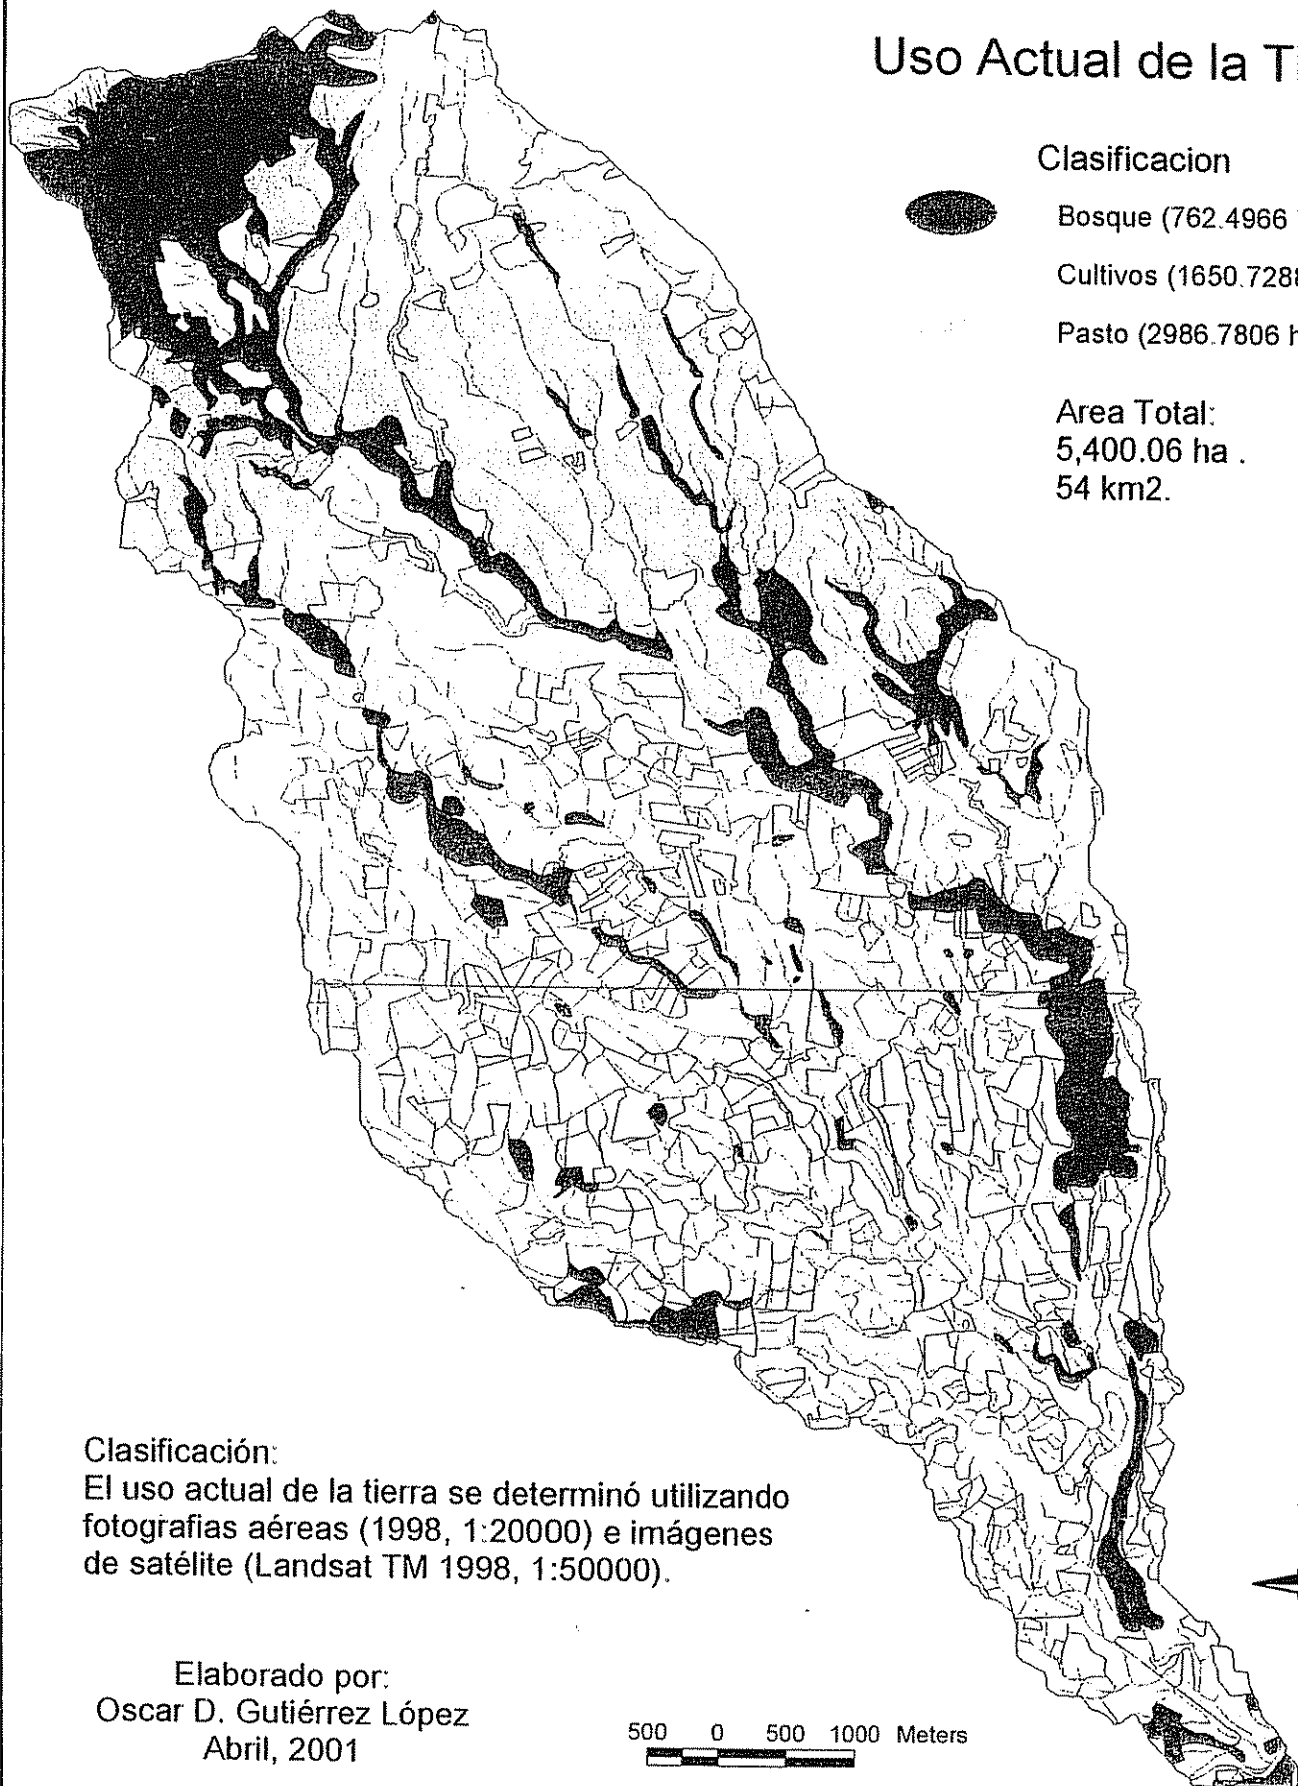 Uso Actual de la T
Clasificacion
Bosque (762.4966
Cultivos (1650.728
Pasto (2986.7806 h
Area Total:
5,400.06 ha .
54 km2.
Clasificación:
El uso actual de la tierra se determinó utilizando
fotografias aéreas (1998, 1:20000) e imágenes
de satélite (Landsat TM 1998, 1:50000).
Elaborado por:
Oscar D. Gutiérrez López
Abril, 2001
500 0 500 1000 Meters